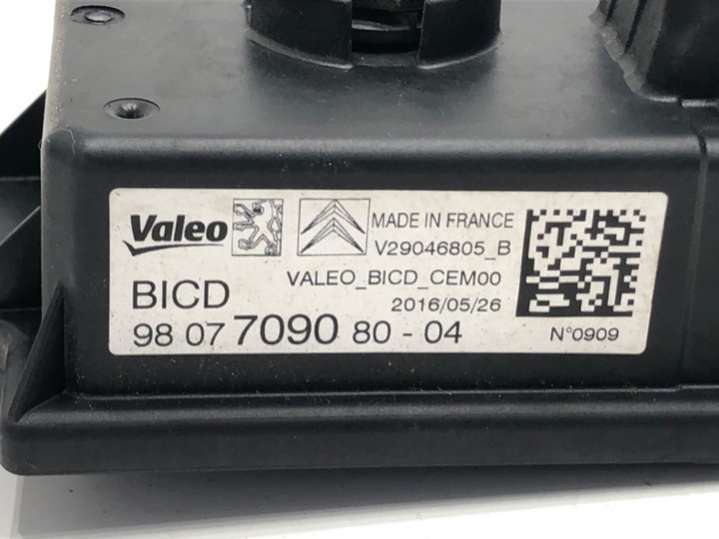 Valeo
MADE IN FRANCE
V29046805_B
VALEO_BICD_CEM00
BICD
2016/05/26
98 07 7090 80 - 04
N°0909